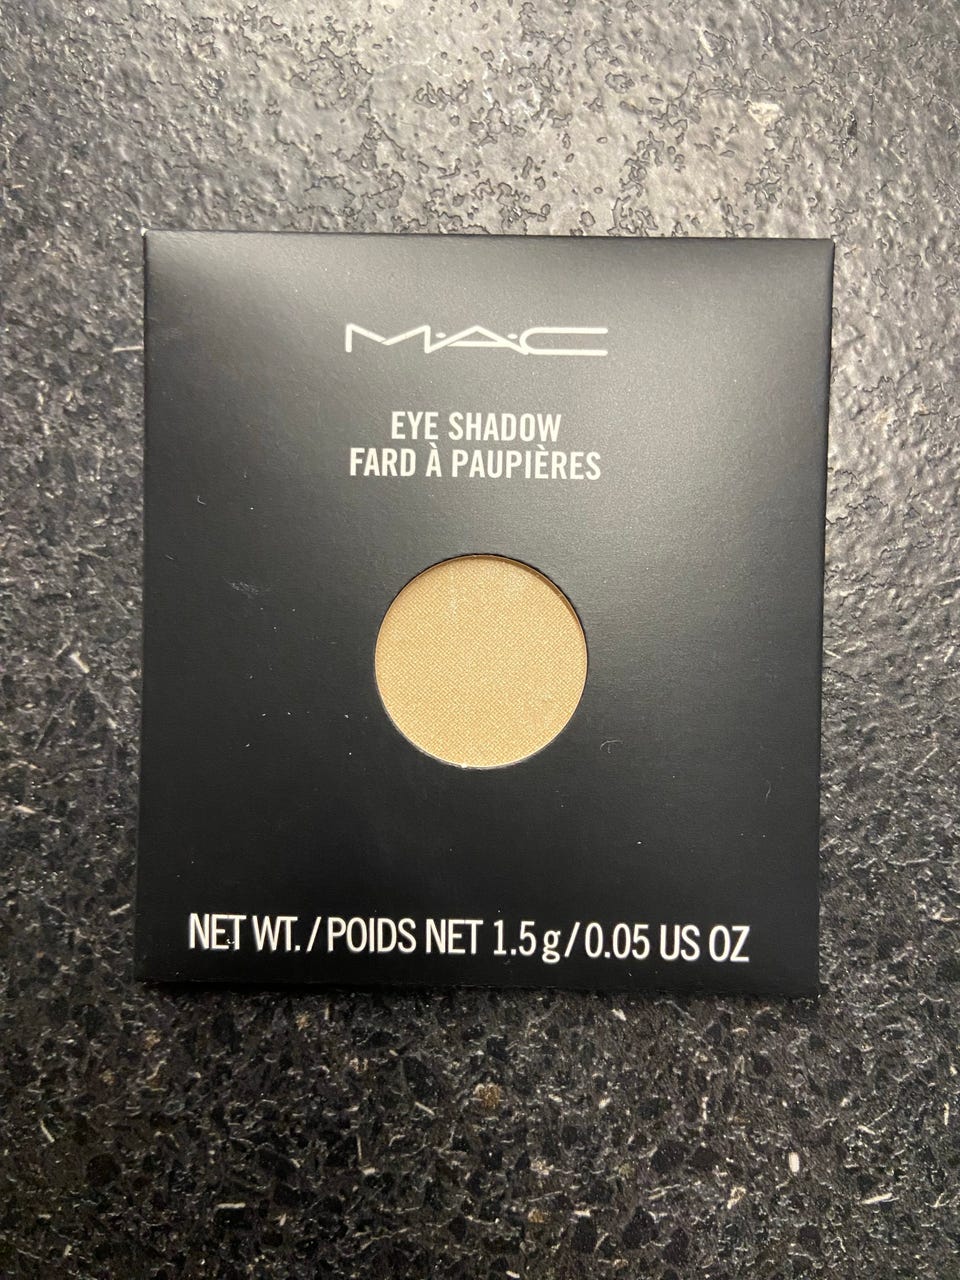 M·A·C
EYE SHADOW
FARD À PAUPIÈRES
NET WT. / POIDS NET 1.5 g / 0.05 US OZ